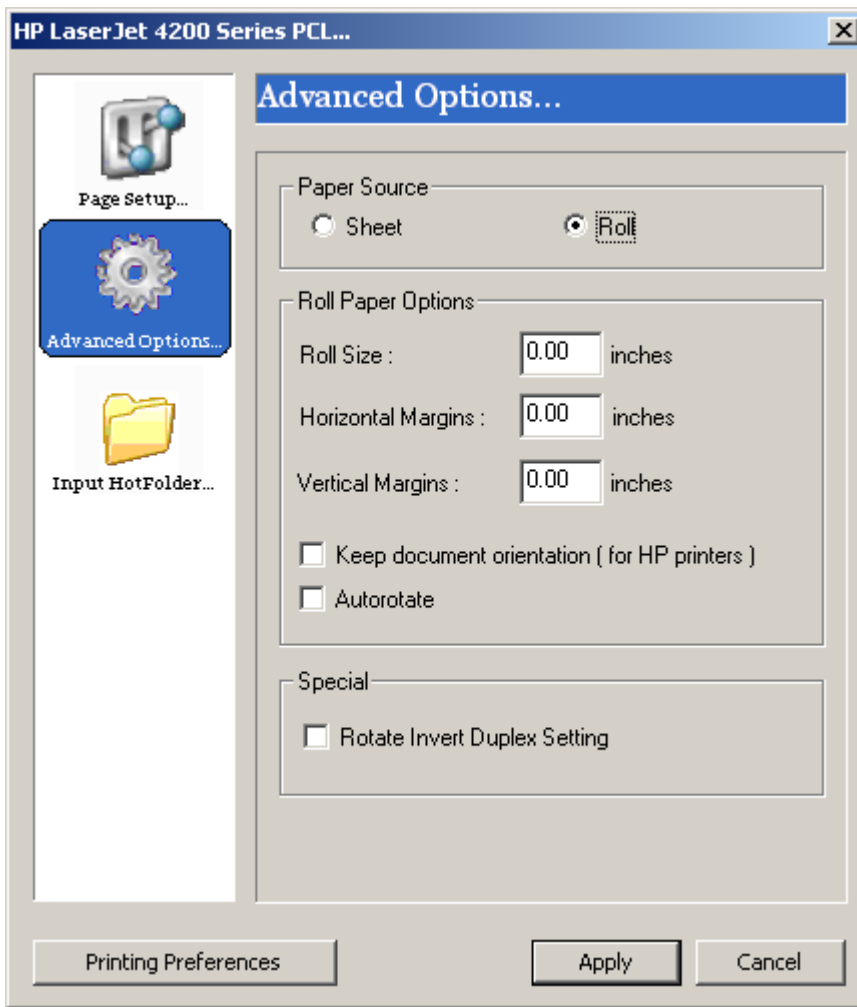 HP LaserJet 4200 Series PCL...
Page Setup...
Advanced Options...
Input HotFolder...
Advanced Options...
Paper Source
Sheet Roll
Roll Paper Options
Roll Size : 0.00 inches
Horizontal Margins : 0.00 inches
Vertical Margins : 0.00 inches
Keep document orientation ( for HP printers )
Autorotate
Special
Rotate Invert Duplex Setting
Printing Preferences Apply Cancel